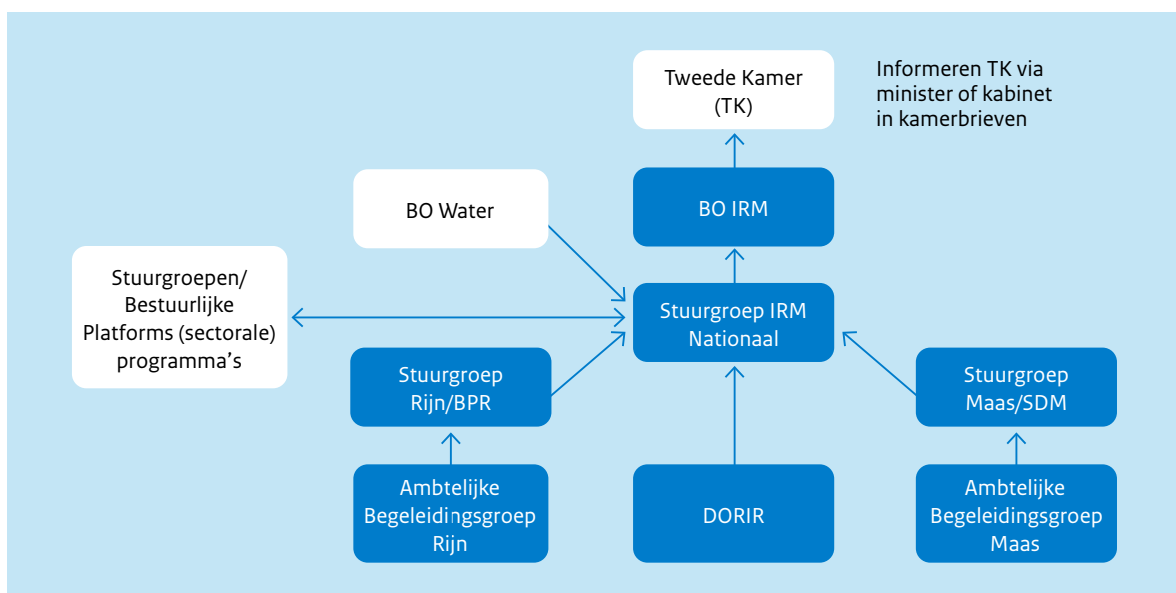 Tweede Kamer
(TK)
Informeren TK via
minister of kabinet
in kamerbrieven
BO Water
BO IRM
Stuurgroepen/
Bestuurlijke
Platforms (sectorale)
programma's
Stuurgroep IRM
Nationaal
Stuurgroep
Rijn/BPR
Stuurgroep
Maas/SDM
Ambtelijke
Begeleidingsgroep
Rijn
DORIR
Ambtelijke
Begeleidingsgroep
Maas